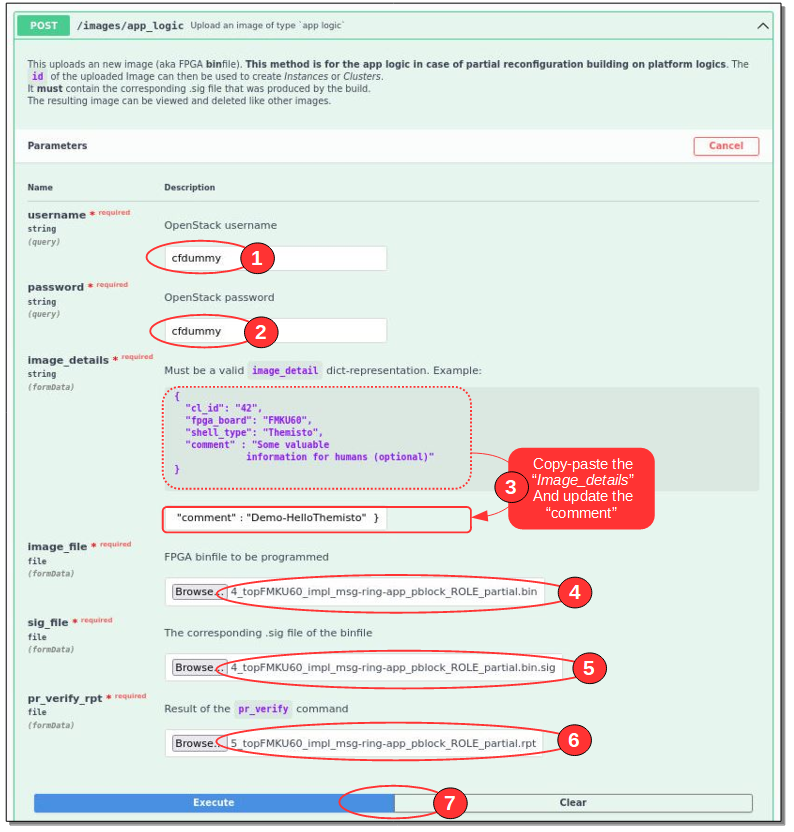 POST /images/app_logic Upload an image of type `app logic`
This uploads an new image (aka FPGA binfile). This method is for the app logic in case of partial reconfiguration building on platform logics. The
id of the uploaded Image can then be used to create Instances or Clusters.
It must contain the corresponding .sig file that was produced by the build.
The resulting image can be viewed and deleted like other images.
Parameters
Cancel
Name Description
username * required
string
(query)
OpenStack username
cfdummy
1
password * required
string
(query)
OpenStack password
cfdummy
2
image_details * required
string
(formData)
Must be a valid image_detail dict-representation. Example:
{
"cl_id": "42",
"fpga_board": "FMKU60",
"shell_type": "Themisto",
"comment" : "Some valuable
information for humans (optional)"
}
3
Copy-paste the
“Image_details”
And update the
“comment”
"comment" : "Demo-HelloThemisto" }
image_file * required
file
(formData)
FPGA binfile to be programmed
Browse... 4_topFMKU60_impl_msg-ring-app_pblock_ROLE_partial.bin
4
sig_file * required
file
(formData)
The corresponding .sig file of the binfile
Browse... 4_topFMKU60_impl_msg-ring-app_pblock_ROLE_partial.bin.sig
5
pr_verify_rpt * required
file
(formData)
Result of the pr_verify command
Browse... 5_topFMKU60_impl_msg-ring-app_pblock_ROLE_partial.rpt
6
Execute
7
Clear